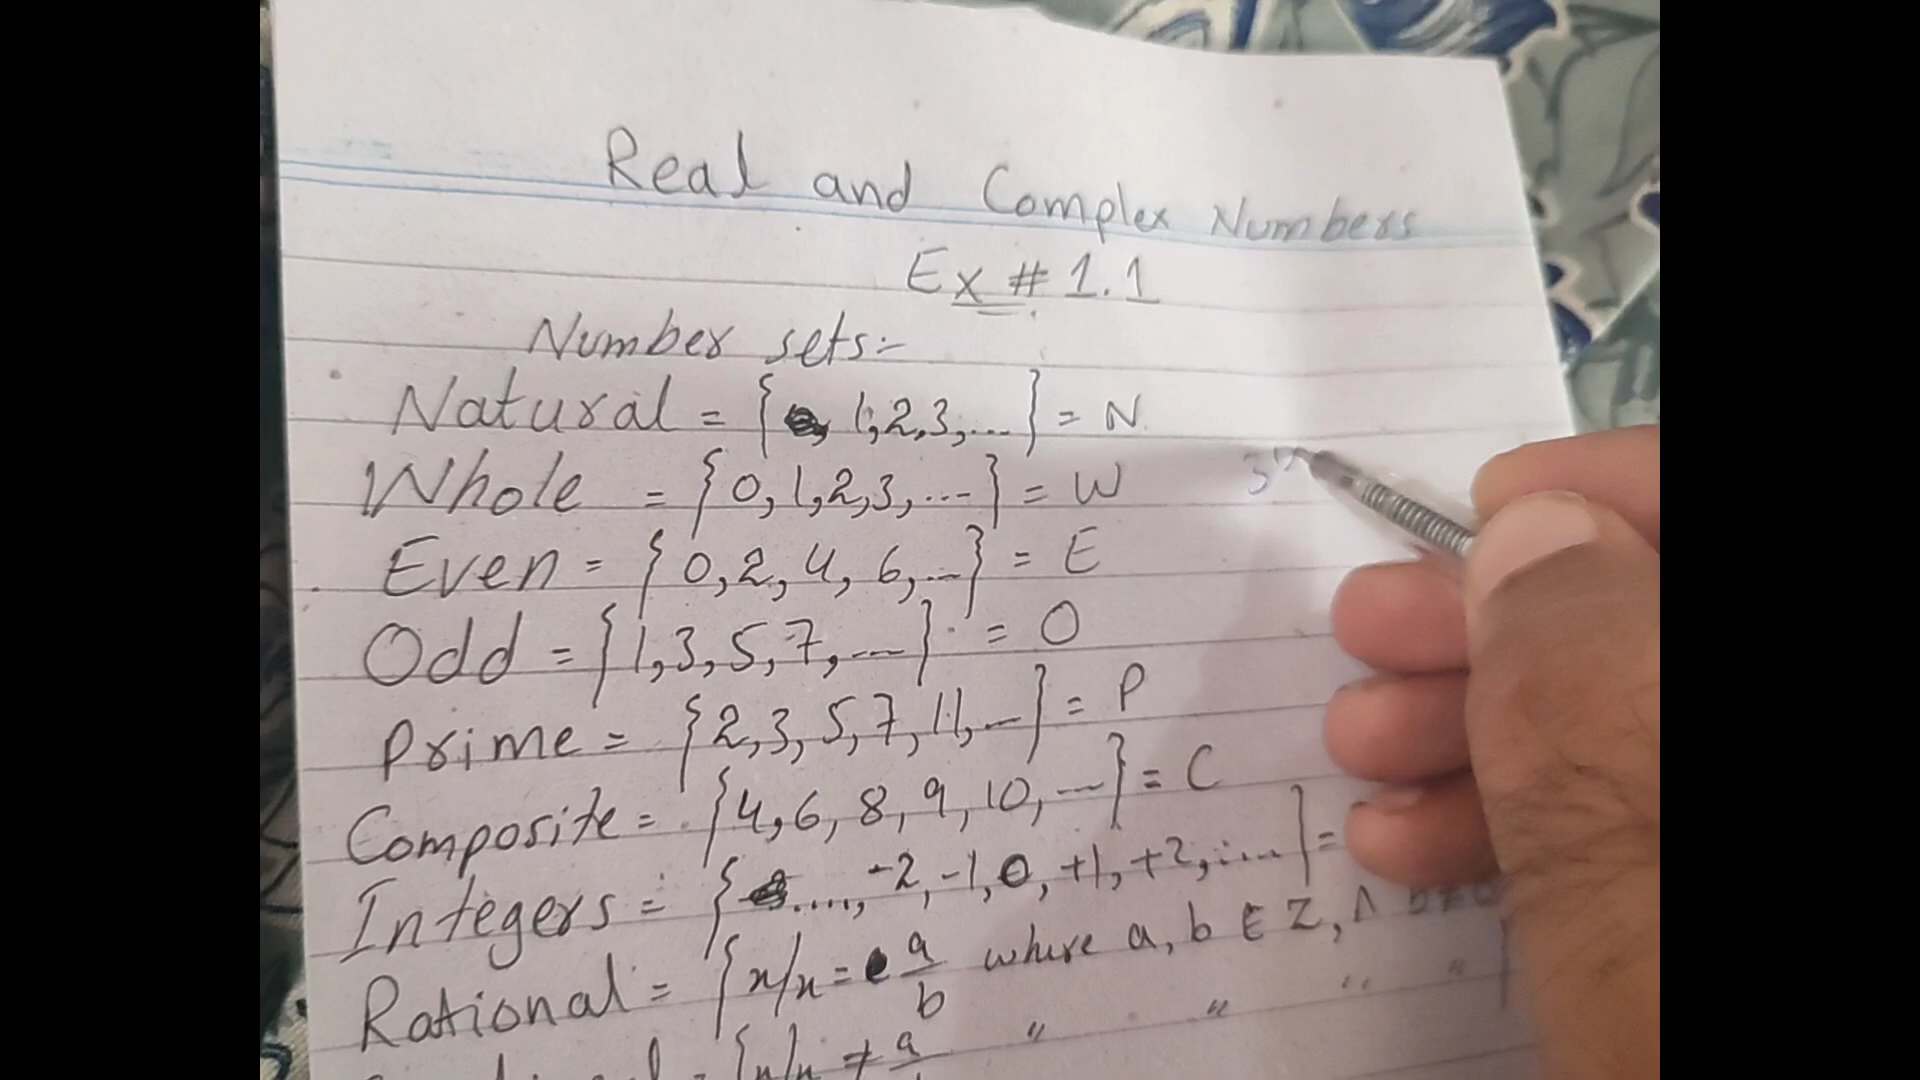 Real and Complex Numbers
Ex # 1.1
Number sets:-
Natural = { 1,2,3,... } = N
Whole = { 0,1,2,3,.... } = W
Even = { 0,2,4,6,... } = E
Odd = { 1,3,5,7,.... } = O
Prime = { 2,3,5,7,11,... } = P
Composite = { 4,6,8,9,10,... } = C
Integers = { ....,-2,-1,0,+1,+2,.... } =
Rational = { x/x = a/b where a, b ∈ Z, ∧ b≠0
{x/x ≠ a " " " "